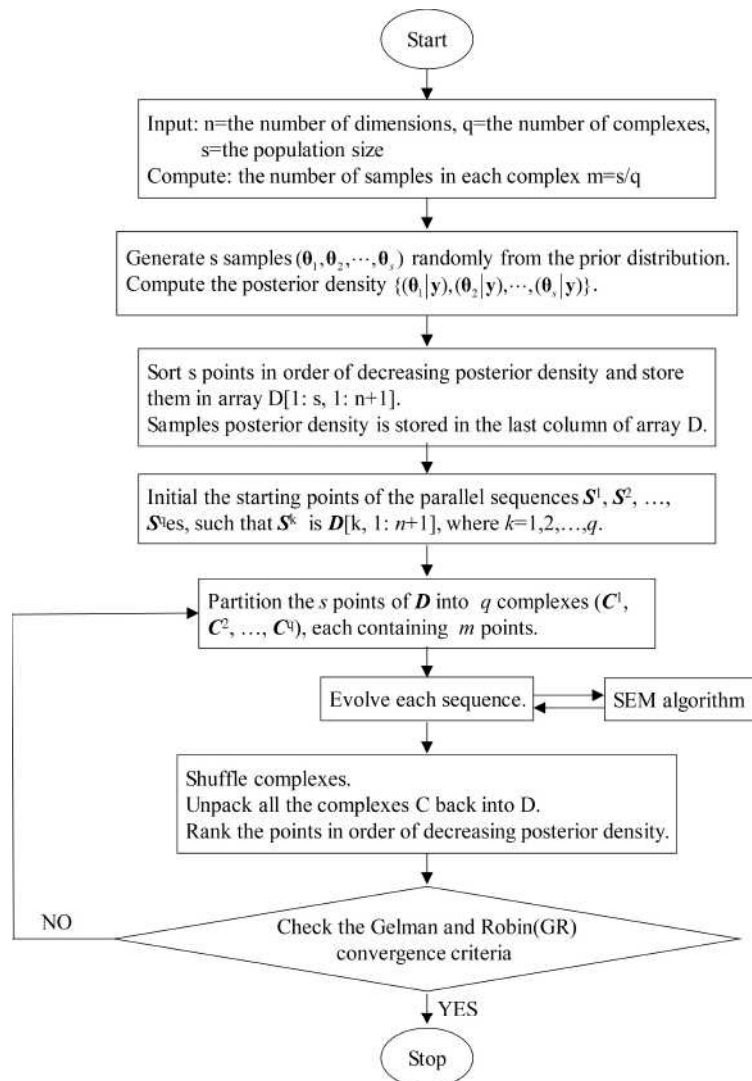 Start
Input: n=the number of dimensions, q=the number of complexes,
s=the population size
Compute: the number of samples in each complex m=s/q
Generate s samples (θ₁,θ₂,⋯,θₛ) randomly from the prior distribution.
Compute the posterior density {(θ₁|y),(θ₂|y),⋯,(θₛ|y)}.
Sort s points in order of decreasing posterior density and store
them in array D[1: s, 1: n+1].
Samples posterior density is stored in the last column of array D.
Initial the starting points of the parallel sequences S¹, S², …,
S^qes, such that S^k is D[k, 1: n+1], where k=1,2,…,q.
Partition the s points of D into q complexes (C¹,
C², …, C^q), each containing m points.
Evolve each sequence.
SEM algorithm
Shuffle complexes.
Unpack all the complexes C back into D.
Rank the points in order of decreasing posterior density.
NO
Check the Gelman and Robin(GR)
convergence criteria
YES
Stop